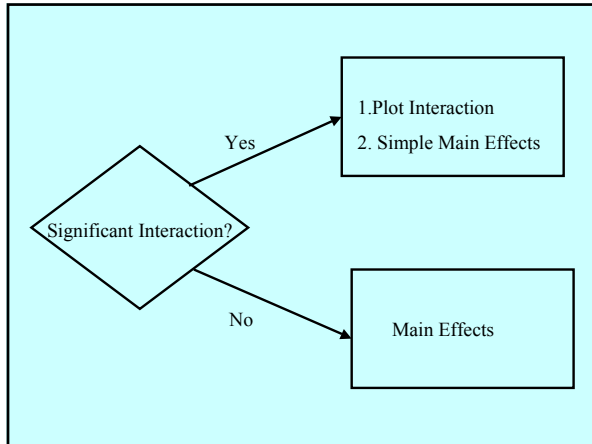 Significant Interaction?
Yes
1.Plot Interaction
2. Simple Main Effects
No
Main Effects